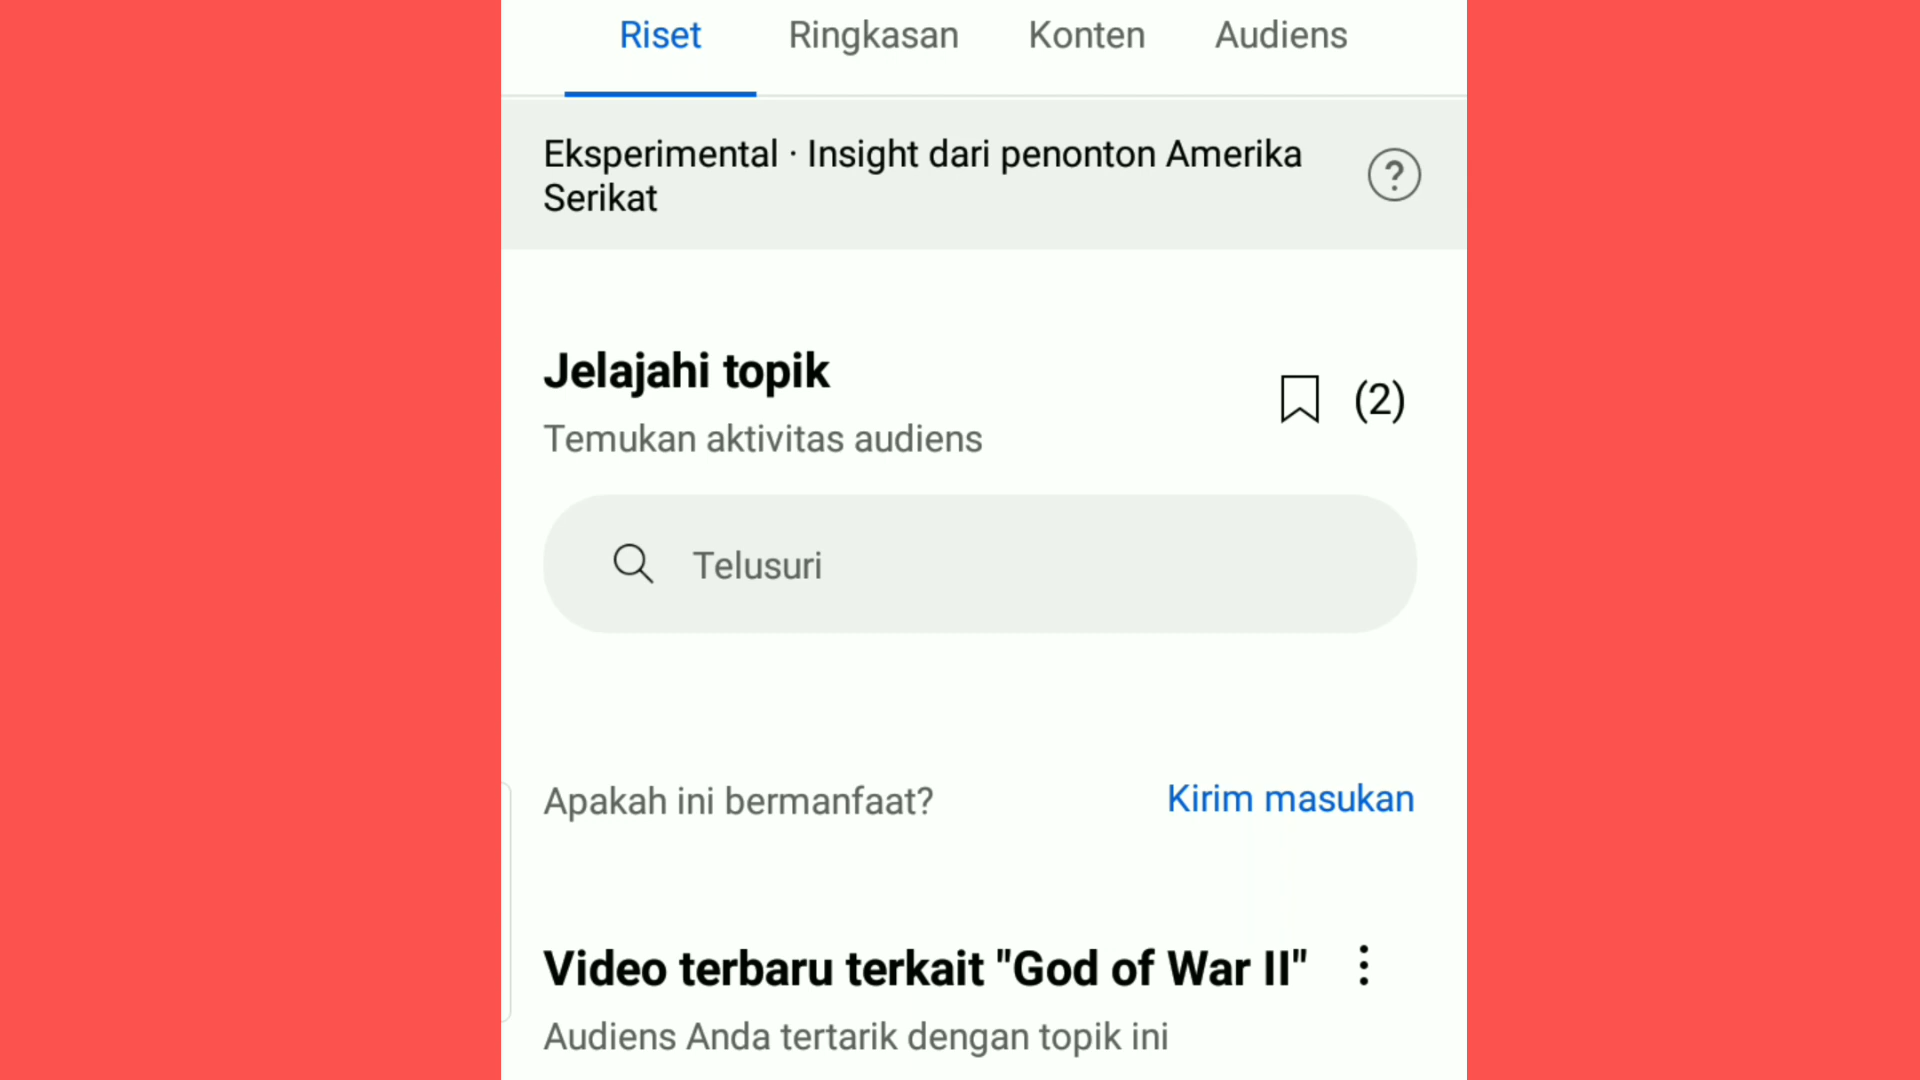 Riset Ringkasan Konten Audiens
Eksperimental · Insight dari penonton Amerika
Serikat
?
Jelajahi topik
(2)
Temukan aktivitas audiens
Telusuri
Apakah ini bermanfaat? Kirim masukan
Video terbaru terkait "God of War II"
Audiens Anda tertarik dengan topik ini